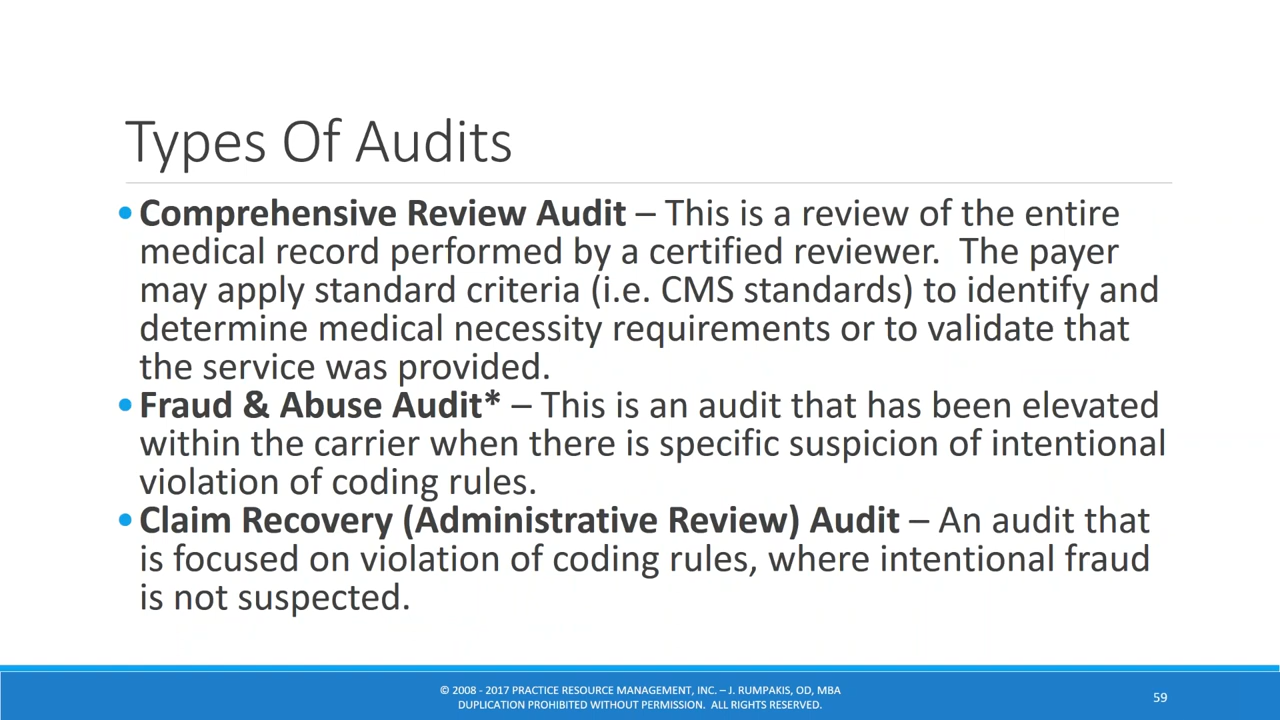 Types Of Audits
•Comprehensive Review Audit – This is a review of the entire
medical record performed by a certified reviewer.  The payer
may apply standard criteria (i.e. CMS standards) to identify and
determine medical necessity requirements or to validate that
the service was provided.
•Fraud & Abuse Audit* – This is an audit that has been elevated
within the carrier when there is specific suspicion of intentional
violation of coding rules.
•Claim Recovery (Administrative Review) Audit – An audit that
is focused on violation of coding rules, where intentional fraud
is not suspected.
© 2008 - 2017 PRACTICE RESOURCE MANAGEMENT, INC. – J. RUMPAKIS, OD, MBA
DUPLICATION PROHIBITED WITHOUT PERMISSION.  ALL RIGHTS RESERVED.
59